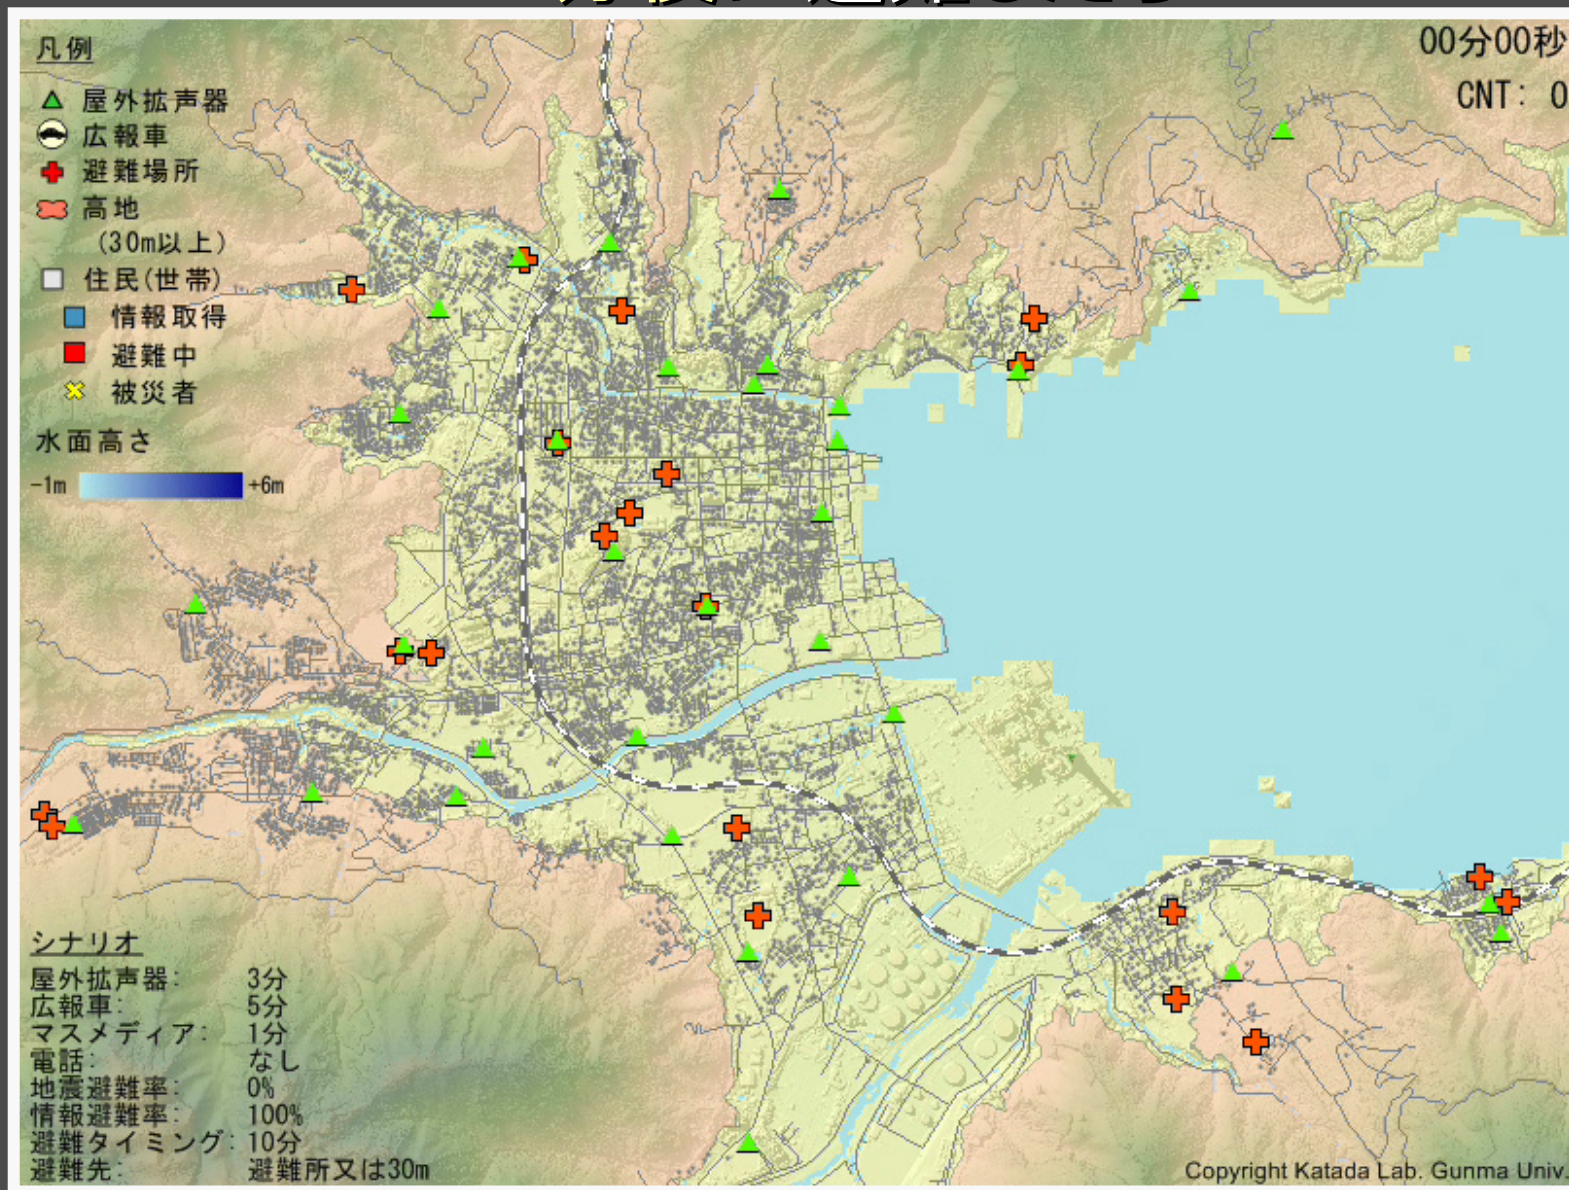 00分00秒
CNT: 0
凡例
屋外拡声器
広報車
避難場所
高地
(30m以上)
住民(世帯)
情報取得
避難中
被災者
水面高さ
-1m +6m
シナリオ
屋外拡声器: 3分
広報車: 5分
マスメディア: 1分
電話: なし
地震避難率: 0%
情報避難率: 100%
避難タイミング: 10分
避難先: 避難所又は30m
Copyright Katada Lab. Gunma Univ.